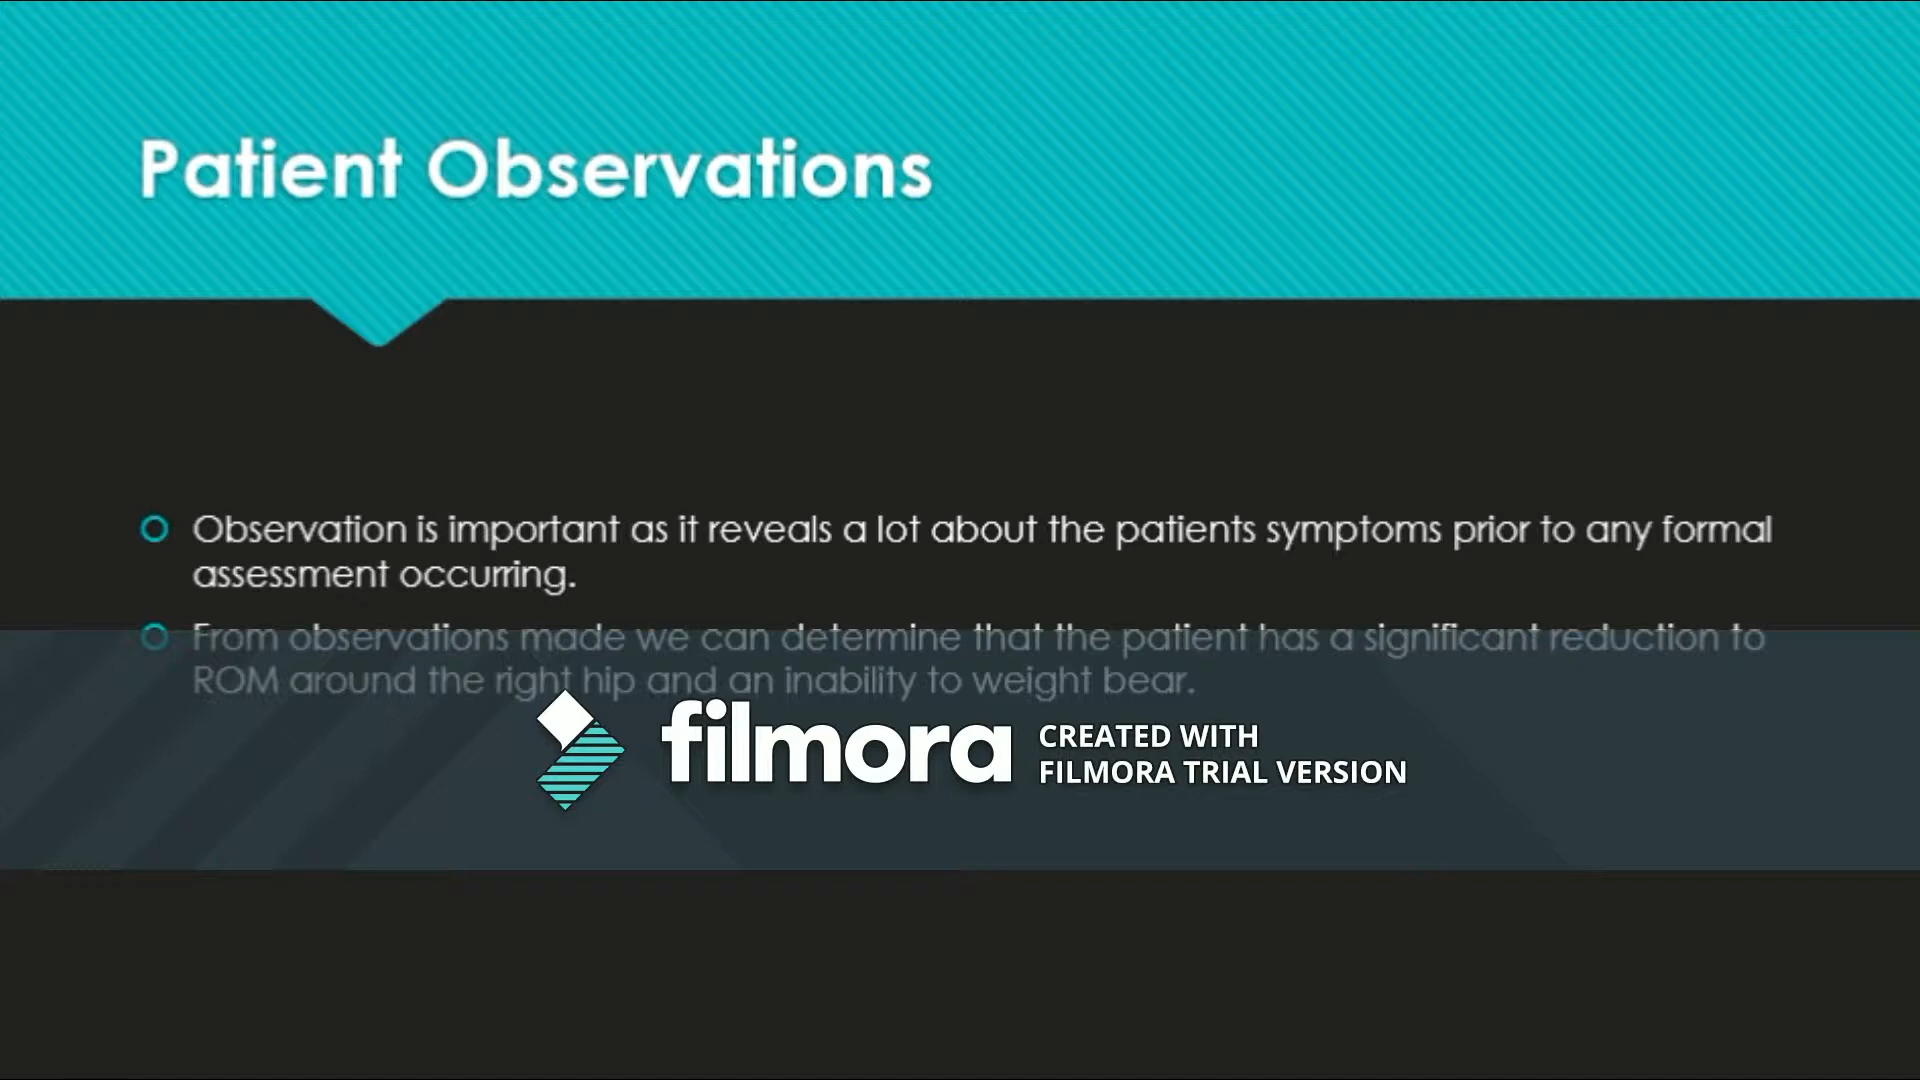 Patient Observations
Observation is important as it reveals a lot about the patients symptoms prior to any formal
assessment occurring.
From observations made we can determine that the patient has a significant reduction to
ROM around the right hip and an inability to weight bear.
filmora
CREATED WITH
FILMORA TRIAL VERSION